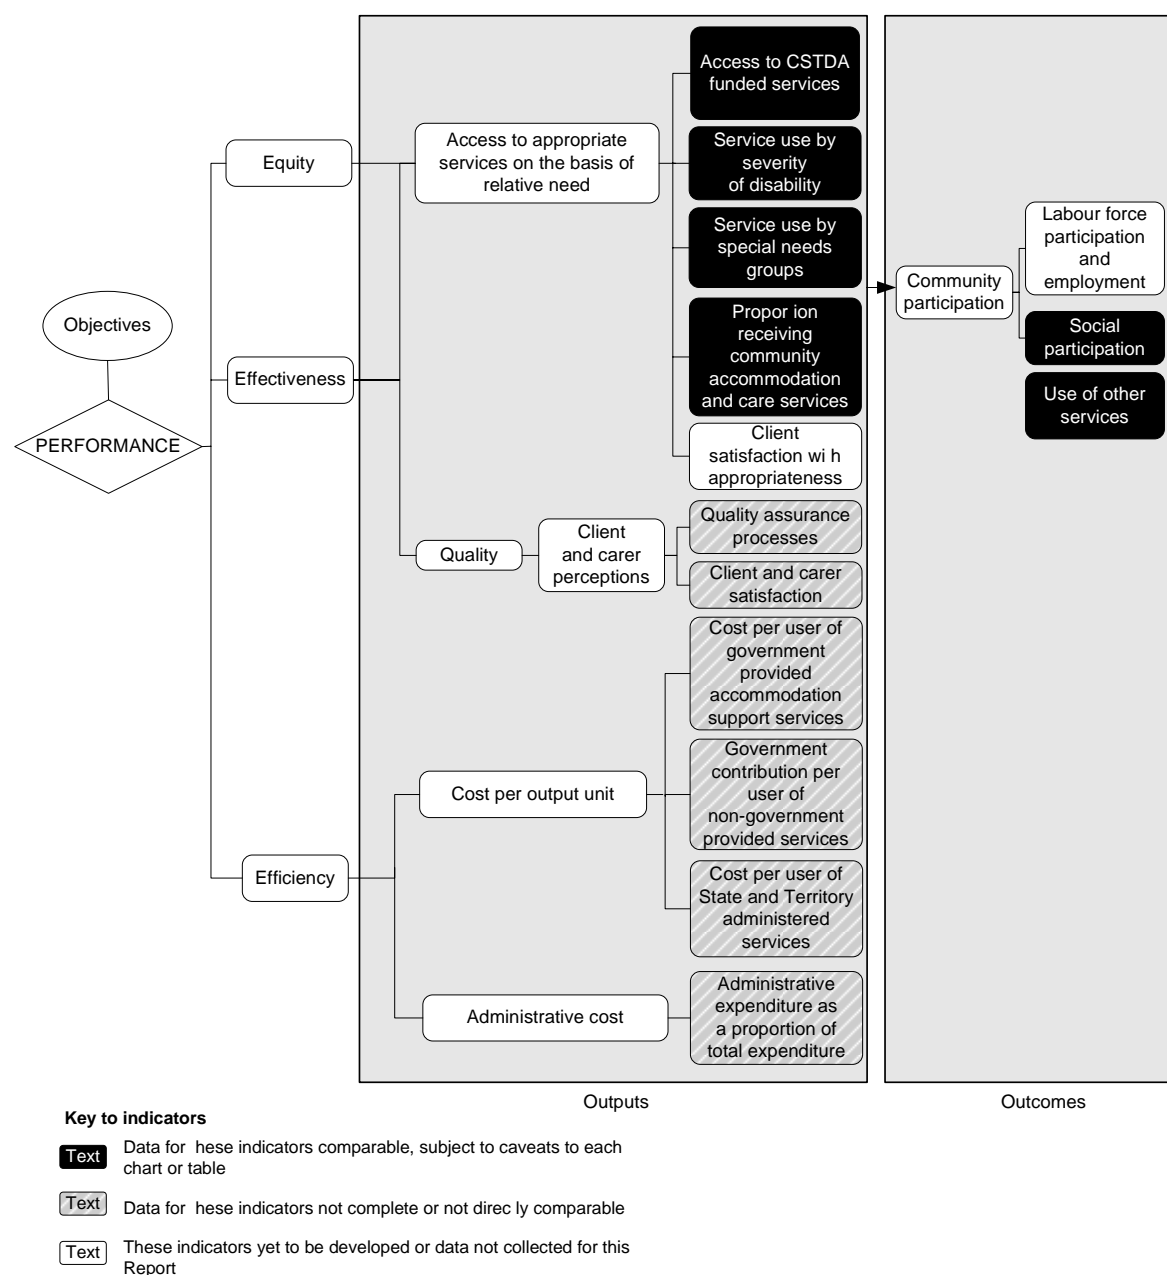 Objectives
PERFORMANCE
Equity
Effectiveness
Efficiency
Access to appropriate
services on the basis of
relative need
Quality
Client
and carer
perceptions
Cost per output unit
Administrative cost
Access to CSTDA
funded services
Service use by
severity
of disability
Service use by
special needs
groups
Propor ion
receiving
community
accommodation
and care services
Client
satisfaction wi h
appropriateness
Quality assurance
processes
Client and carer
satisfaction
Cost per user of
government
provided
accommodation
support services
Government
contribution per
user of
non-government
provided services
Cost per user of
State and Territory
administered
services
Administrative
expenditure as
a proportion of
total expenditure
Outputs
Community
participation
Labour force
participation
and
employment
Social
participation
Use of other
services
Outcomes
Key to indicators
Text
Data for  hese indicators comparable, subject to caveats to each
chart or table
Text
Data for  hese indicators not complete or not direc ly comparable
Text
These indicators yet to be developed or data not collected for this
Report